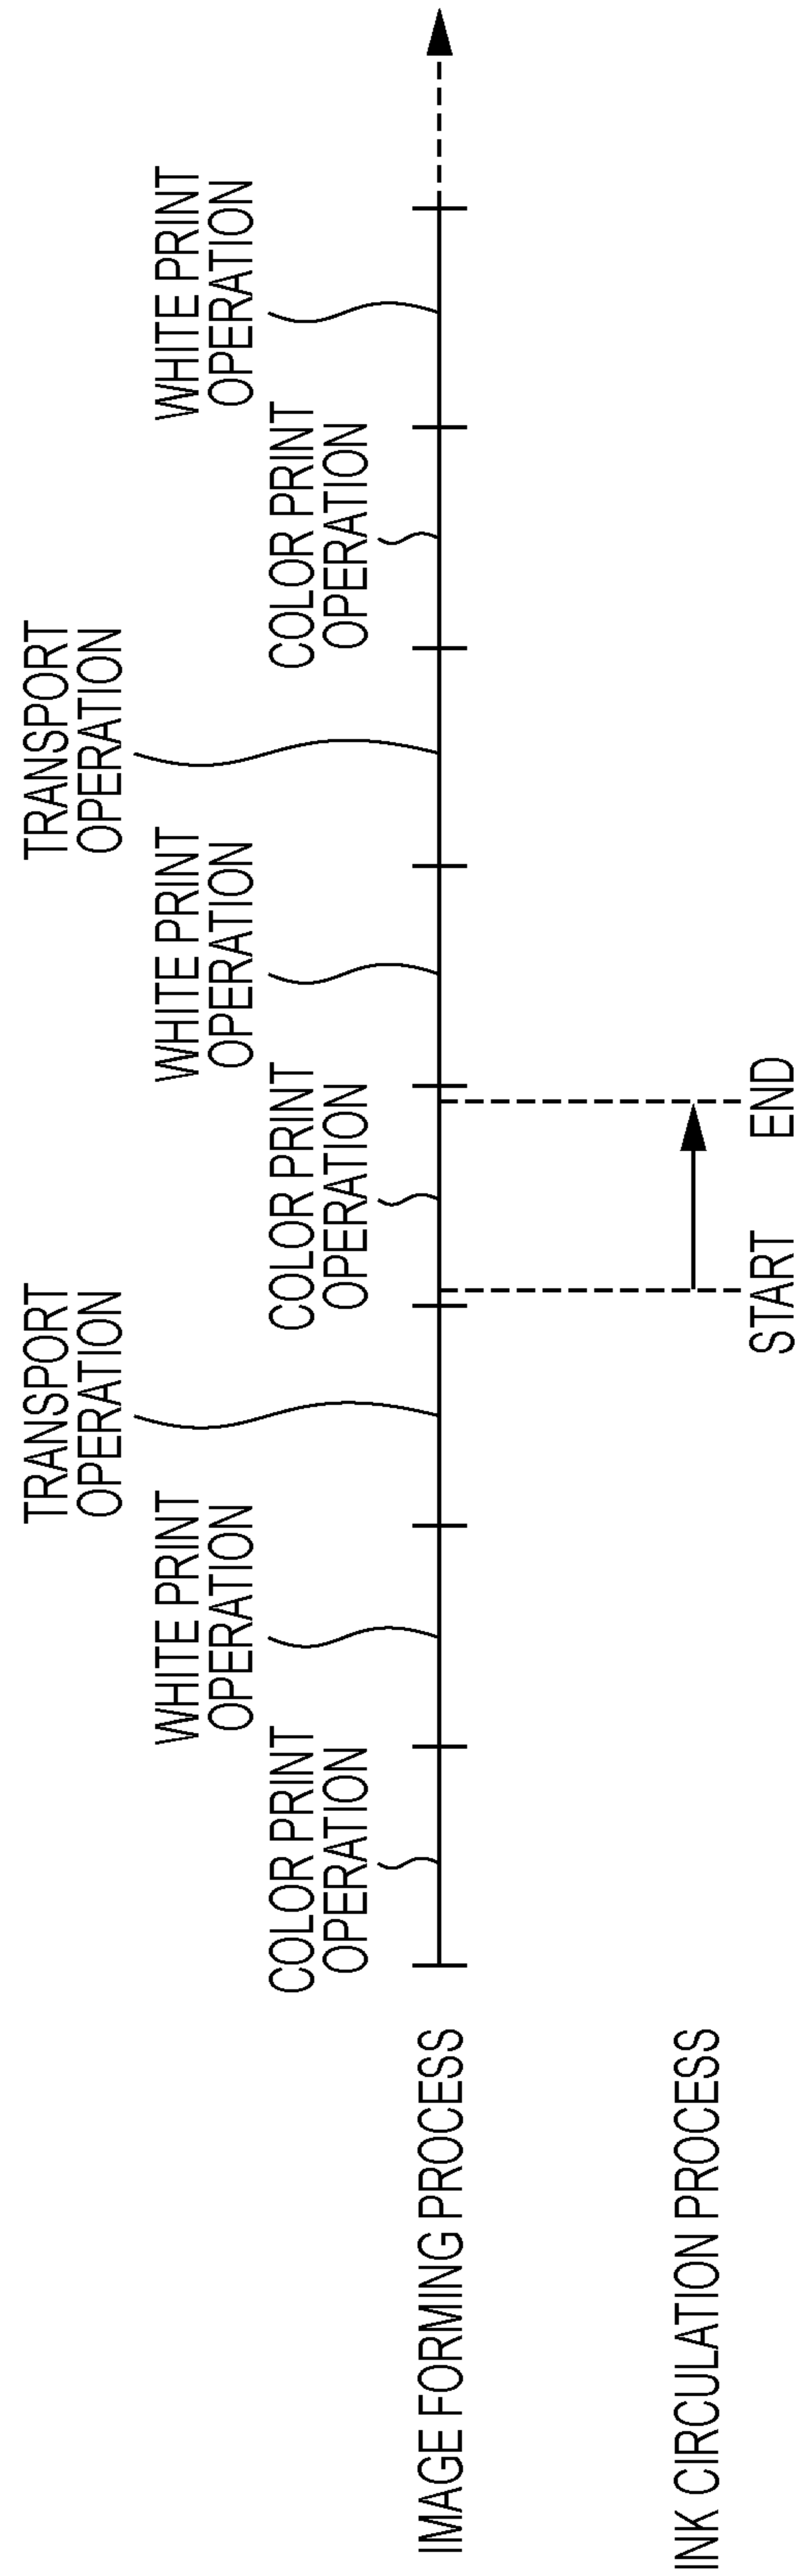 TRANSPORT
OPERATION
TRANSPORT
OPERATION
WHITE PRINT
OPERATION
WHITE PRINT
OPERATION
WHITE PRINT
OPERATION
COLOR PRINT
OPERATION
COLOR PRINT
OPERATION
COLOR PRINT
OPERATION
IMAGE FORMING PROCESS
INK CIRCULATION PROCESS
START
END